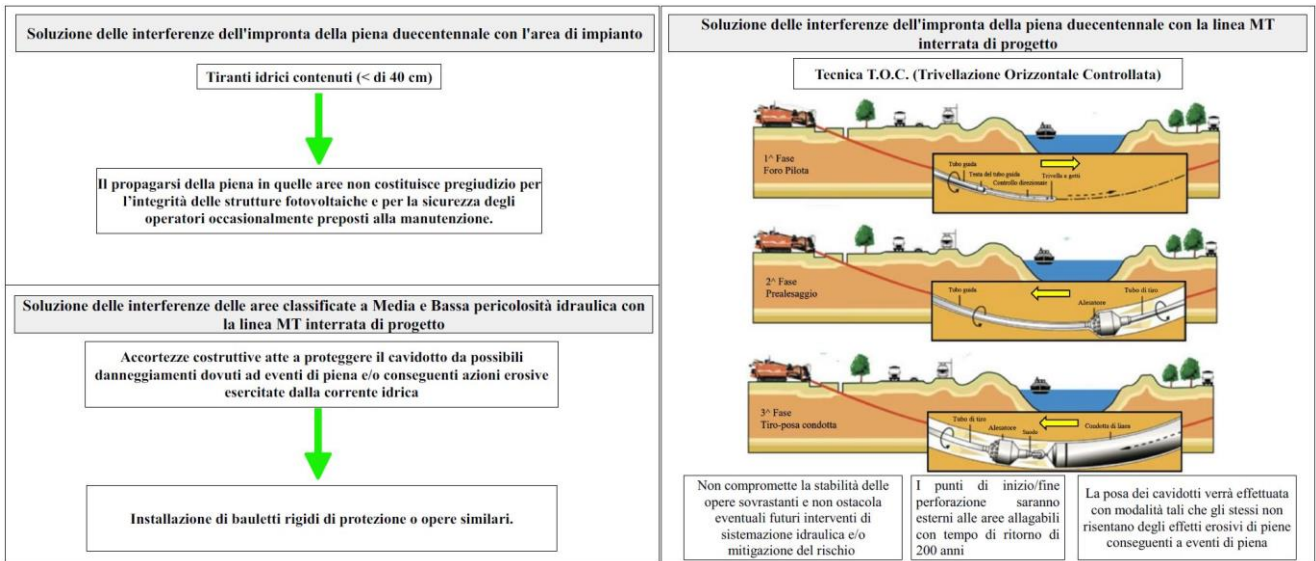 Soluzione delle interferenze dell'impronta della piena duecentennale con l'area di impianto
Tiranti idrici contenuti (< di 40 cm)
Il propagarsi della piena in quelle aree non costituisce pregiudizio per
l'integrità delle strutture fotovoltaiche e per la sicurezza degli
operatori occasionalmente preposti alla manutenzione.
Soluzione delle interferenze delle aree classificate a Media e Bassa pericolosità idraulica con
la linea MT interrata di progetto
Accortezze costruttive atte a proteggere il cavidotto da possibili
danneggiamenti dovuti ad eventi di piena e/o conseguenti azioni erosive
esercitate dalla corrente idrica
Installazione di bauletti rigidi di protezione o opere similari.
Soluzione delle interferenze dell'impronta della piena duecentennale con la linea MT
interrata di progetto
Tecnica T.O.C. (Trivellazione Orizzontale Controllata)
1^ Fase
Foro Pilota
Tubo guida
Testa del tubo guida
Controllo direzionale
Trivella a getti
2^ Fase
Prealesaggio
Tubo guida
Alesatore
Tubo di tiro
3^ Fase
Tiro-posa condotta
Tubo di tiro
Alesatore
Snodo
Condotta di linea
Non compromette la stabilità delle
opere sovrastanti e non ostacola
eventuali futuri interventi di
sistemazione idraulica e/o
mitigazione del rischio
I punti di inizio/fine
perforazione saranno
esterni alle aree allagabili
con tempo di ritorno di
200 anni
La posa dei cavidotti verrà effettuata
con modalità tali che gli stessi non
risentano degli effetti erosivi di piene
conseguenti a eventi di piena